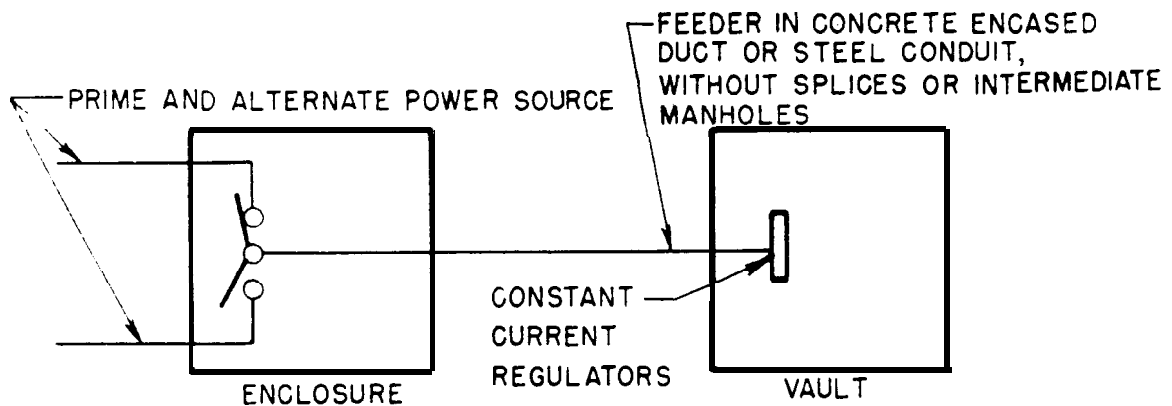 FEEDER IN CONCRETE ENCASED
DUCT OR STEEL CONDUIT,
WITHOUT SPLICES OR INTERMEDIATE
MANHOLES
PRIME AND ALTERNATE POWER SOURCE
CONSTANT
CURRENT
REGULATORS
ENCLOSURE
VAULT